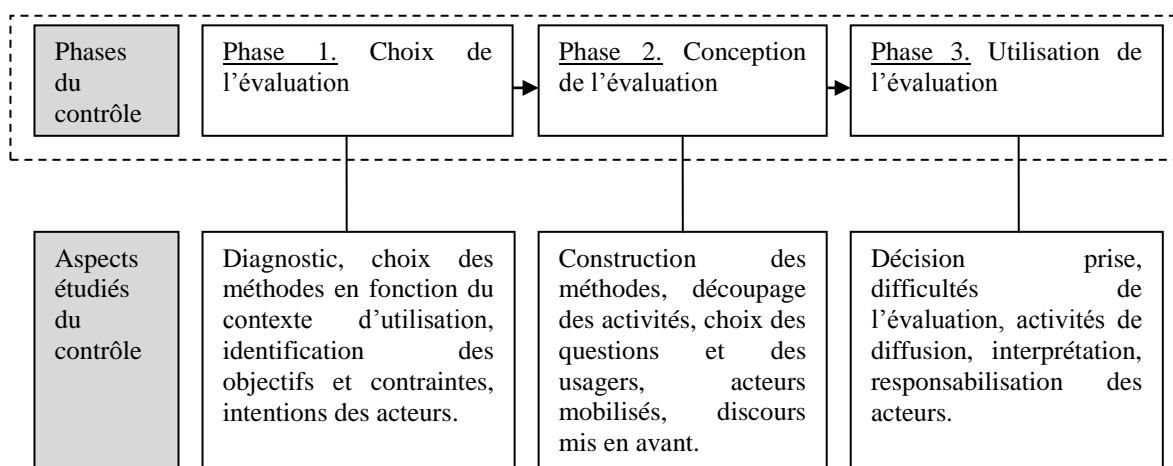 Phases
du
contrôle
Phase 1. Choix de
l’évaluation
Phase 2. Conception
de l’évaluation
Phase 3. Utilisation de
l’évaluation
Aspects
étudiés
du
contrôle
Diagnostic, choix des
méthodes en fonction du
contexte d’utilisation,
identification des
objectifs et contraintes,
intentions des acteurs.
Construction des
méthodes, découpage
des activités, choix des
questions et des
usagers, acteurs
mobilisés, discours
mis en avant.
Décision prise,
difficultés de
l’évaluation, activités de
diffusion, interprétation,
responsabilisation des
acteurs.